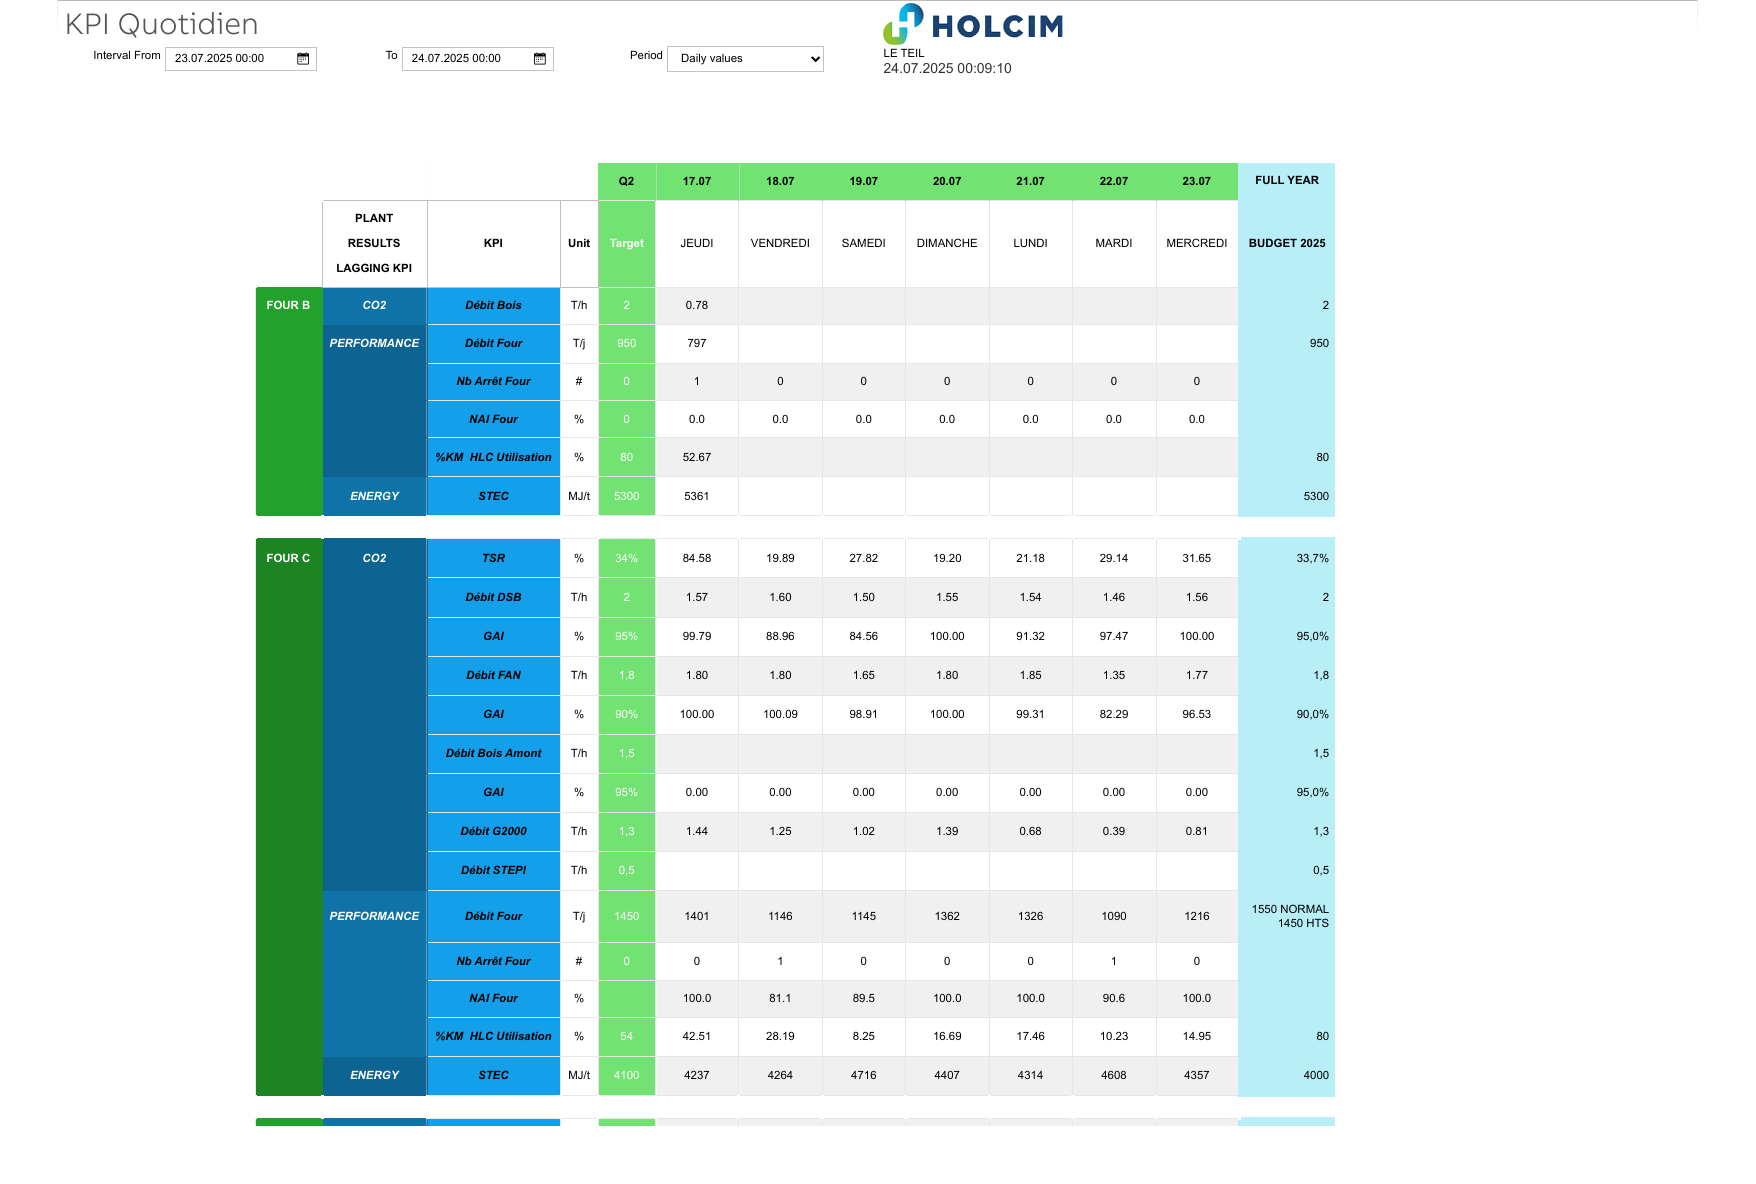 KPI Quotidien
HOLCIM
Interval From 23.07.2025 00:00 To 24.07.2025 00:00 Period Daily values
LE TEIL
24.07.2025 00:09:10
Q2 17.07 18.07 19.07 20.07 21.07 22.07 23.07 FULL YEAR
PLANT
RESULTS KPI Unit Target JEUDI VENDREDI SAMEDI DIMANCHE LUNDI MARDI MERCREDI BUDGET 2025
LAGGING KPI
FOUR B CO2 Débit Bois T/h 2 0.78 2
PERFORMANCE Débit Four T/j 950 797 950
Nb Arrêt Four # 0 1 0 0 0 0 0 0
NAI Four % 0 0.0 0.0 0.0 0.0 0.0 0.0 0.0
%KM HLC Utilisation % 80 52.67 80
ENERGY STEC MJ/t 5300 5361 5300
FOUR C CO2 TSR % 34% 84.58 19.89 27.82 19.20 21.18 29.14 31.65 33,7%
Débit DSB T/h 2 1.57 1.60 1.50 1.55 1.54 1.46 1.56 2
GAI % 95% 99.79 88.96 84.56 100.00 91.32 97.47 100.00 95,0%
Débit FAN T/h 1,8 1.80 1.80 1.65 1.80 1.85 1.35 1.77 1,8
GAI % 90% 100.00 100.09 98.91 100.00 99.31 82.29 96.53 90,0%
Débit Bois Amont T/h 1,5 1,5
GAI % 95% 0.00 0.00 0.00 0.00 0.00 0.00 0.00 95,0%
Débit G2000 T/h 1,3 1.44 1.25 1.02 1.39 0.68 0.39 0.81 1,3
Débit STEPI T/h 0,5 0,5
PERFORMANCE Débit Four T/j 1450 1401 1146 1145 1362 1326 1090 1216 1550 NORMAL
1450 HTS
Nb Arrêt Four # 0 0 1 0 0 0 1 0
NAI Four % 100.0 81.1 89.5 100.0 100.0 90.6 100.0
%KM HLC Utilisation % 54 42.51 28.19 8.25 16.69 17.46 10.23 14.95 80
ENERGY STEC MJ/t 4100 4237 4264 4716 4407 4314 4608 4357 4000